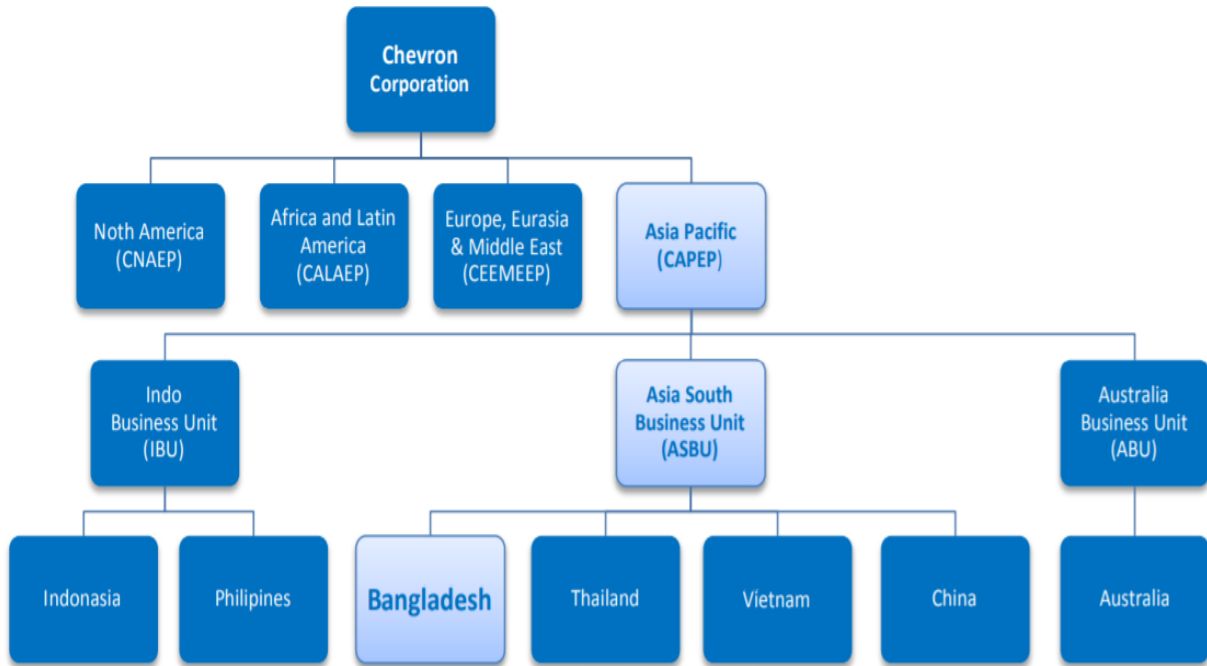 Chevron
Corporation
Noth America
(CNAEP)
Africa and Latin
America
(CALAEP)
Europe, Eurasia
& Middle East
(CEEMEEP)
Asia Pacific
(CAPEP)
Indo
Business Unit
(IBU)
Asia South
Business Unit
(ASBU)
Australia
Business Unit
(ABU)
Indonasia
Philipines
Bangladesh
Thailand
Vietnam
China
Australia